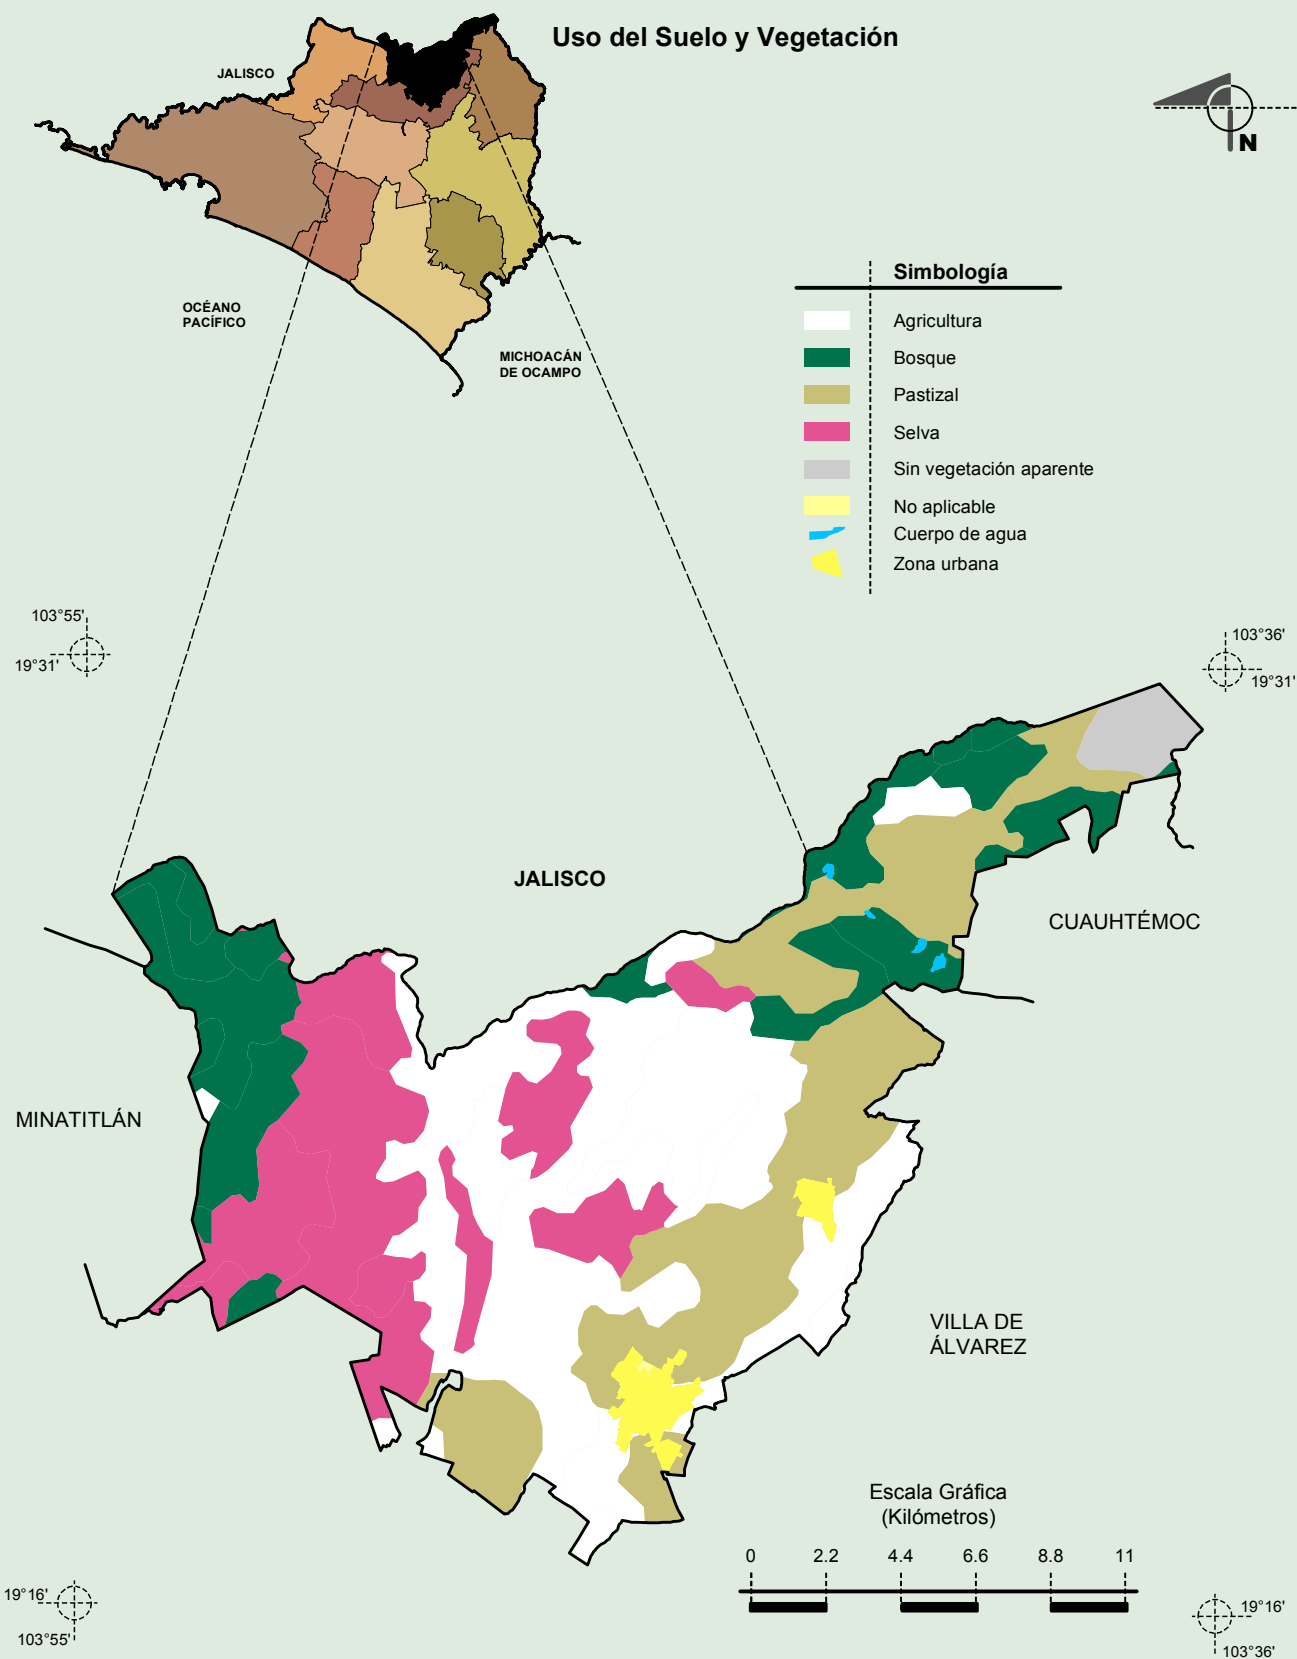 Uso del Suelo y Vegetación
JALISCO
N
OCÉANO
PACÍFICO
MICHOACÁN
DE OCAMPO
Simbología
Agricultura
Bosque
Pastizal
Selva
Sin vegetación aparente
No aplicable
Cuerpo de agua
Zona urbana
103°55'
19°31'
103°36'
19°31'
JALISCO
CUAUHTÉMOC
MINATITLÁN
VILLA DE
ÁLVAREZ
Escala Gráfica
(Kilómetros)
0 2.2 4.4 6.6 8.8 11
19°16'
103°55'
19°16'
103°36'